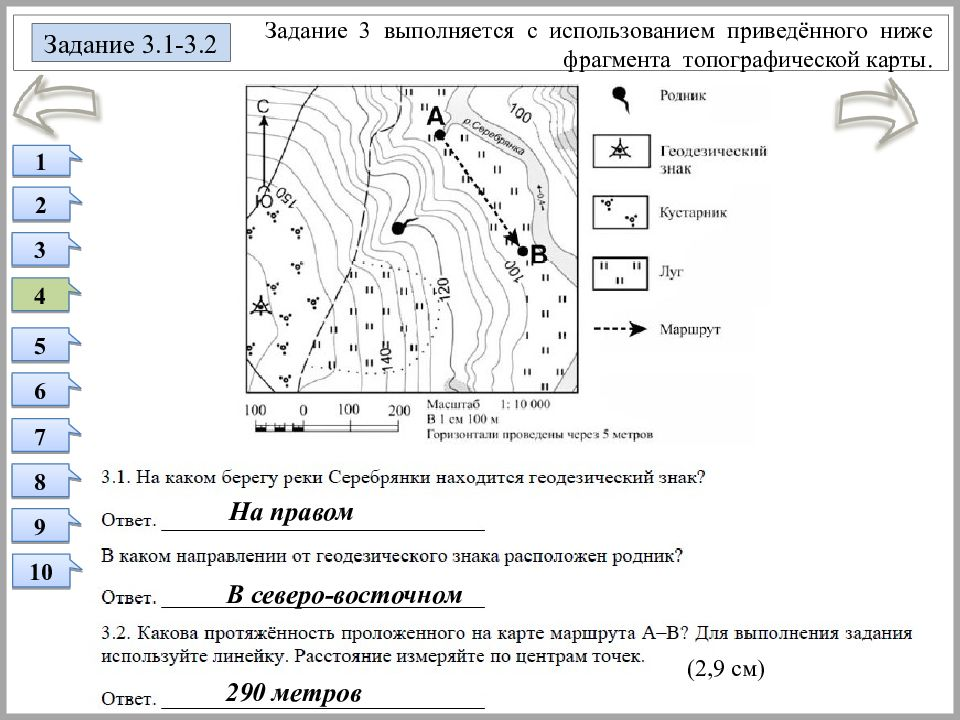 Задание 3.1-3.2
Задание 3 выполняется с использованием приведённого ниже
фрагмента топографической карты.
1
2
3
4
5
6
7
8
9
10
С
Ю
150
А
р. Серебрянка
100
0,4
В
100
120
140
Родник
Геодезический
знак
Кустарник
Луг
Маршрут
100 0 100 200
Масштаб 1: 10 000
В 1 см 100 м
Горизонтали проведены через 5 метров
3.1. На каком берегу реки Серебрянки находится геодезический знак?
Ответ. На правом
В каком направлении от геодезического знака расположен родник?
Ответ. В северо-восточном
3.2. Какова протяжённость проложенного на карте маршрута А–В? Для выполнения задания
используйте линейку. Расстояние измеряйте по центрам точек.
(2,9 см)
Ответ. 290 метров